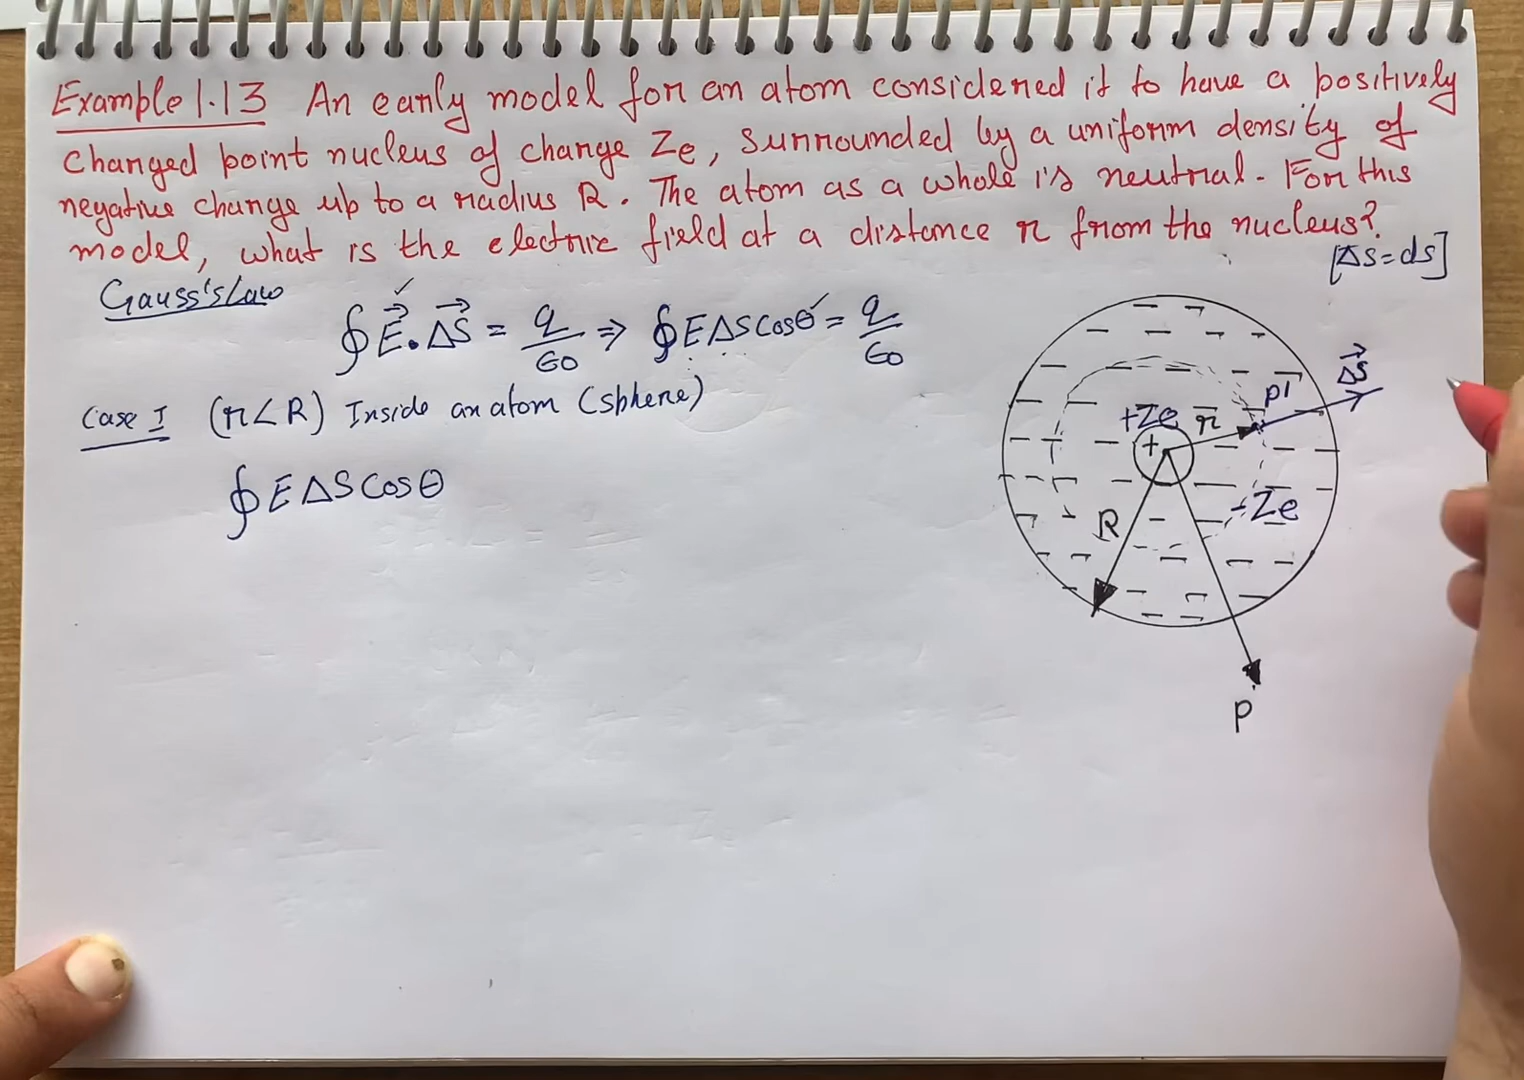 Example 1.13 An early model for an atom considered it to have a positively
charged point nucleus of charge Ze, surrounded by a uniform density of
negative charge up to a radius R. The atom as a whole is neutral. For this
model, what is the electric field at a distance r from the nucleus?
[ΔS=ds]
Gauss's Law
∮E⃗.ΔS⃗ = q/ε0 ⇒ ∮EΔS Cosθ = q/ε0
Case I (r<R) Inside an atom (sphere)
∮EΔS Cosθ
ΔS⃗
p'
+Ze
r
+
-Ze
R
P